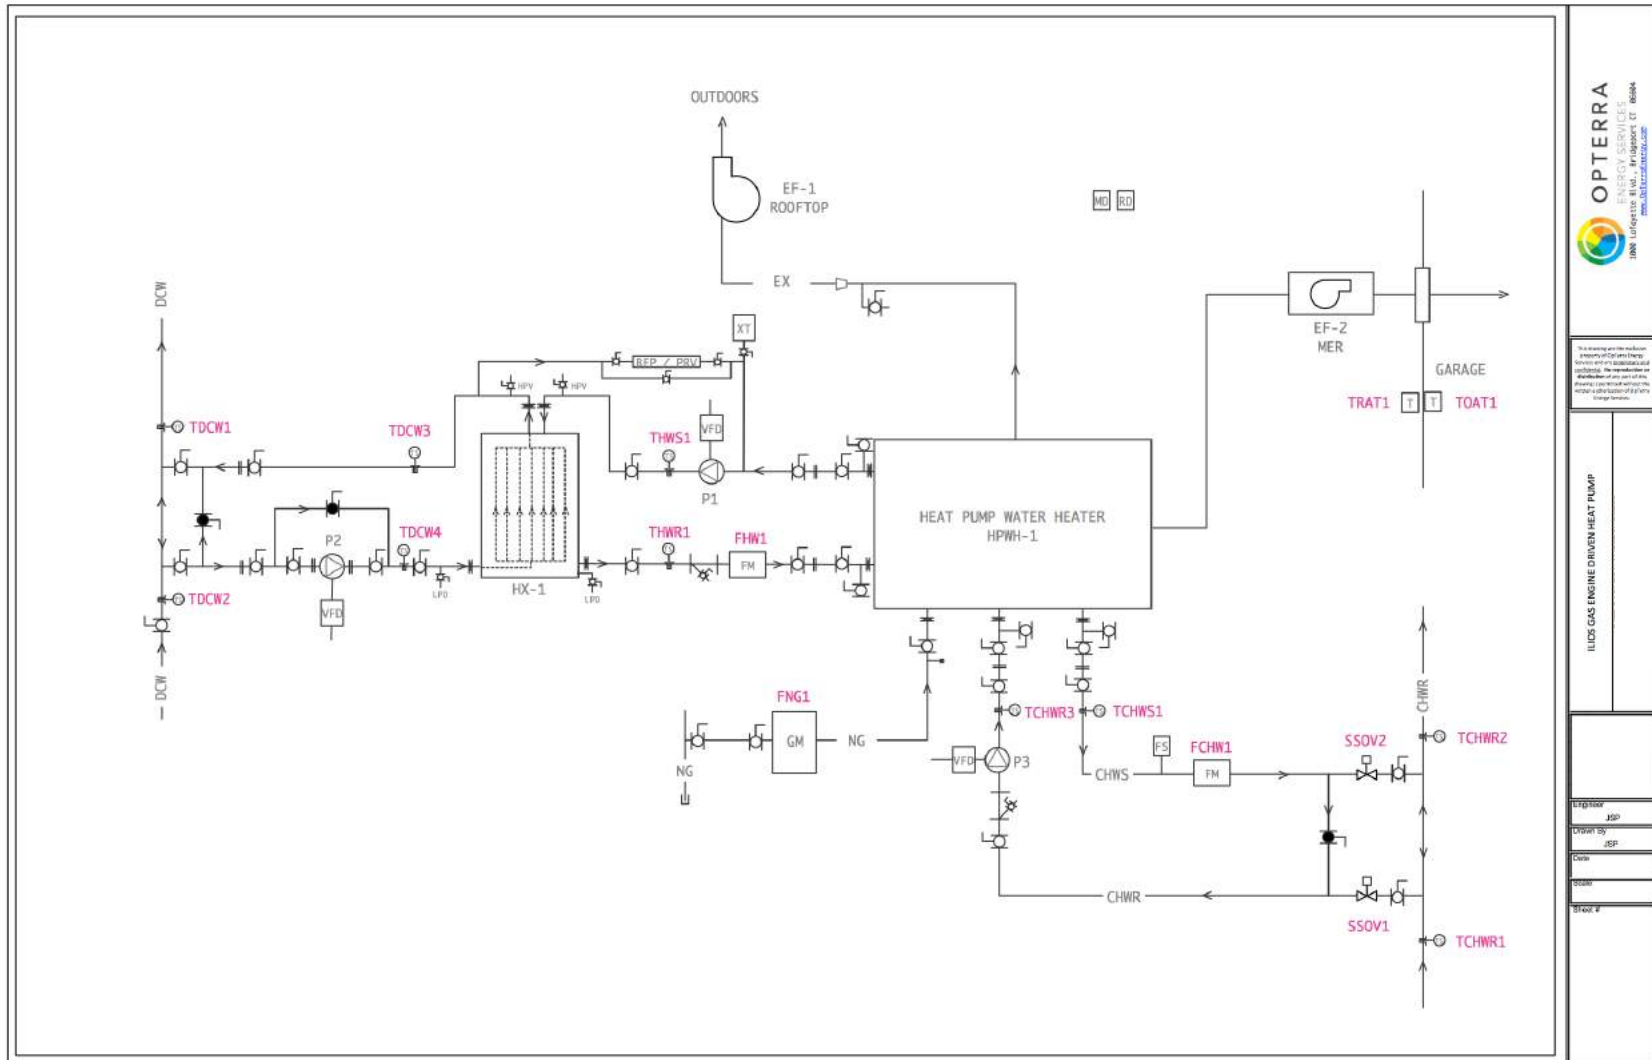 OUTDOORS
EF-1
ROOFTOP
EX
MD
RD
DCW
XT
BFP / PRV
HPV
HPV
EF-2
MER
GARAGE
TRAT1
T
T
TOAT1
TDCW1
TDCW3
THWS1
VFD
P1
HEAT PUMP WATER HEATER
HPWH-1
P2
VFD
TDCW4
LPD
HX-1
LPD
THWR1
FHW1
FM
TDCW2
DCW
FNG1
GM
NG
NG
TCHWR3
TCHWS1
VFD
P3
CHWS
FS
FCHW1
FM
SSOV2
CHWR
TCHWR2
CHWR
SSOV1
TCHWR1
OPTERRA
ENERGY SERVICES
1000 Lafayette Blvd., Bridgeport CT 06604
www.OpTerraEnergy.com
ILIOS GAS ENGINE DRIVEN HEAT PUMP
Engineer
JSP
Drawn By
JSP
Date
Scale
Sheet #